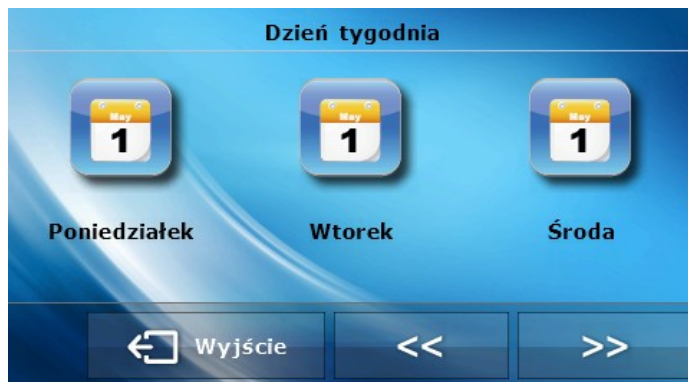 Dzień tygodnia
May May May
1 1 1
Poniedziałek Wtorek Środa
Wyjście << >>